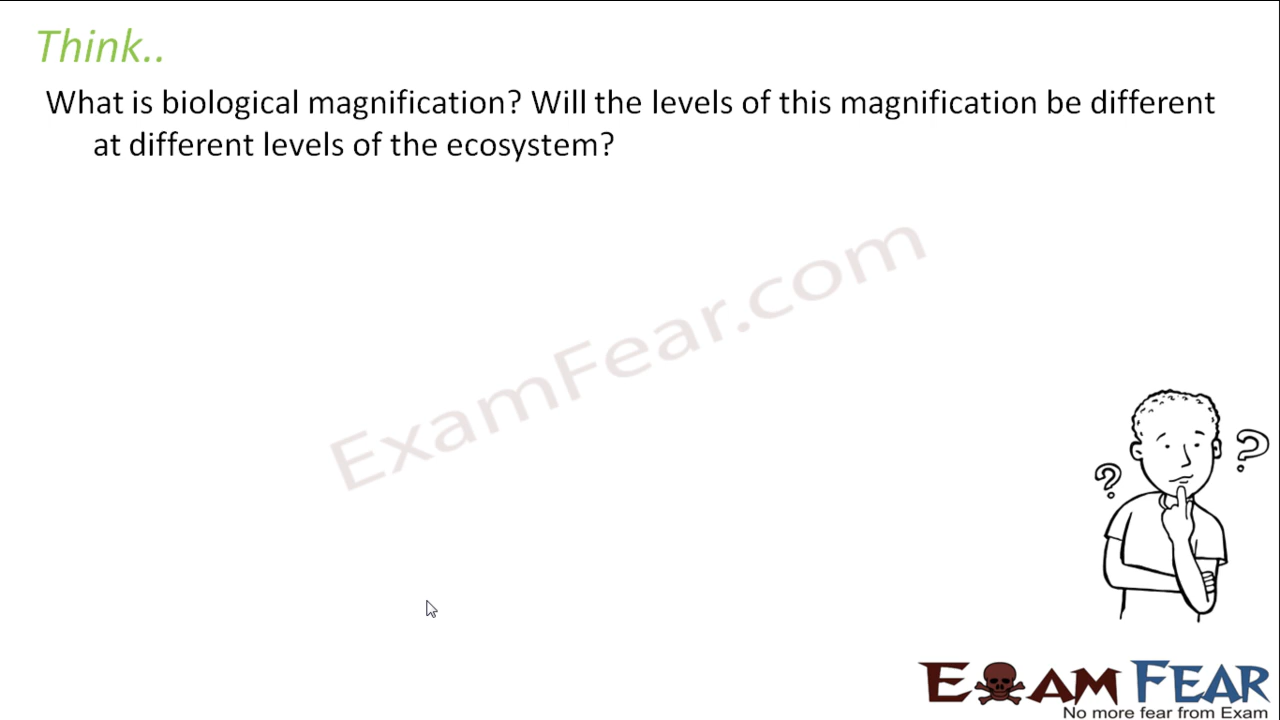 Think..
What is biological magnification? Will the levels of this magnification be different
at different levels of the ecosystem?
ExamFear.com
? ?
EXAM FEAR
No more fear from Exam